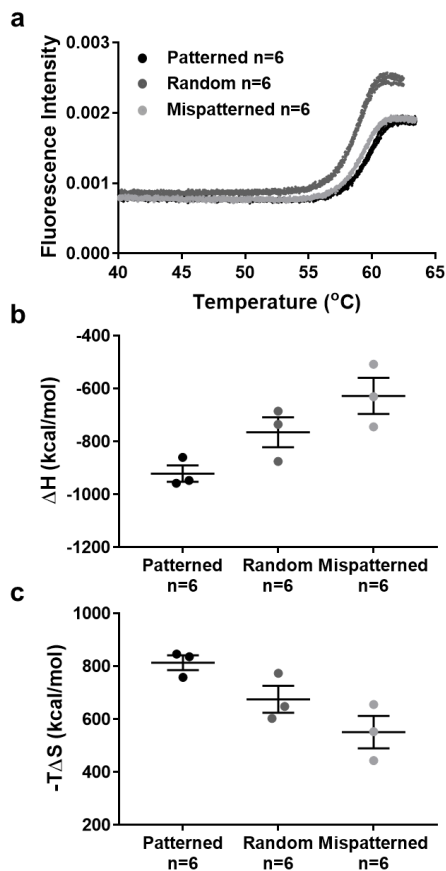 a
Fluorescence Intensity
0.003
0.002
0.001
0.000
Patterned n=6
Random n=6
Mispatterned n=6
40 45 50 55 60 65
Temperature (°C)
b
ΔH (kcal/mol)
-400
-600
-800
-1000
-1200
Patterned Random Mispatterned
n=6 n=6 n=6
c
-TΔS (kcal/mol)
1000
800
600
400
200
Patterned Random Mispatterned
n=6 n=6 n=6